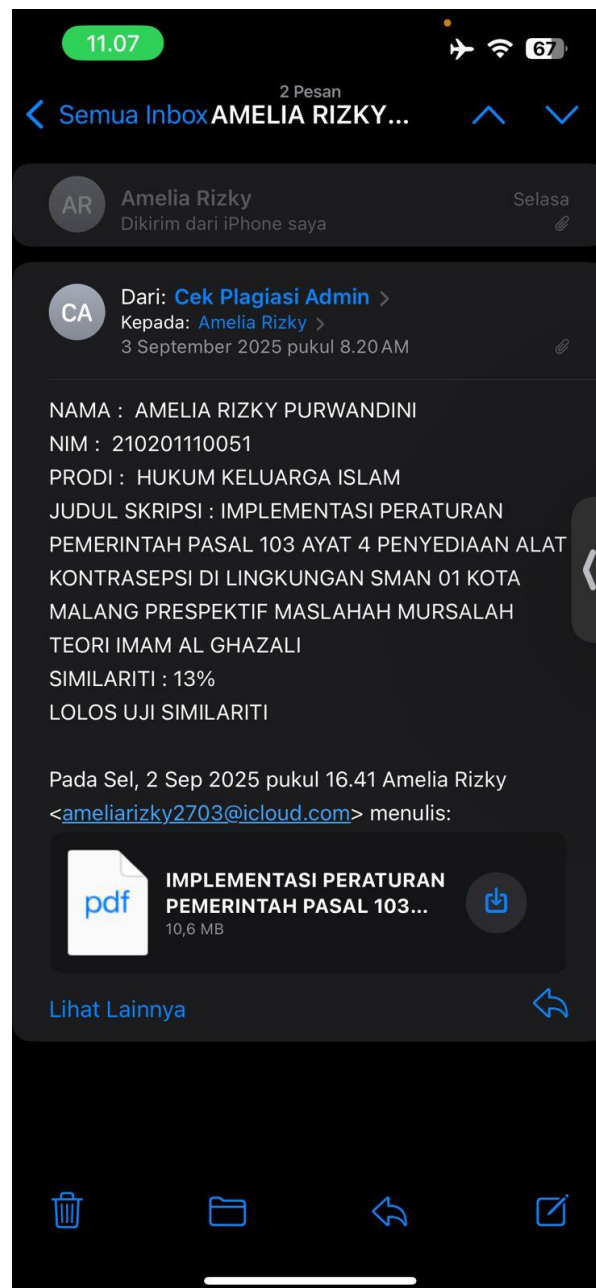 11.07
67
2 Pesan
Semua Inbox AMELIA RIZKY...
AR
Amelia Rizky
Selasa
Dikirim dari iPhone saya
CA
Dari: Cek Plagiasi Admin
Kepada: Amelia Rizky
3 September 2025 pukul 8.20 AM
NAMA : AMELIA RIZKY PURWANDINI
NIM : 210201110051
PRODI : HUKUM KELUARGA ISLAM
JUDUL SKRIPSI : IMPLEMENTASI PERATURAN
PEMERINTAH PASAL 103 AYAT 4 PENYEDIAAN ALAT
KONTRASEPSI DI LINGKUNGAN SMAN 01 KOTA
MALANG PRESPEKTIF MASLAHAH MURSALAH
TEORI IMAM AL GHAZALI
SIMILARITI : 13%
LOLOS UJI SIMILARITI
Pada Sel, 2 Sep 2025 pukul 16.41 Amelia Rizky
<ameliarizky2703@icloud.com> menulis:
pdf
IMPLEMENTASI PERATURAN
PEMERINTAH PASAL 103...
10,6 MB
Lihat Lainnya